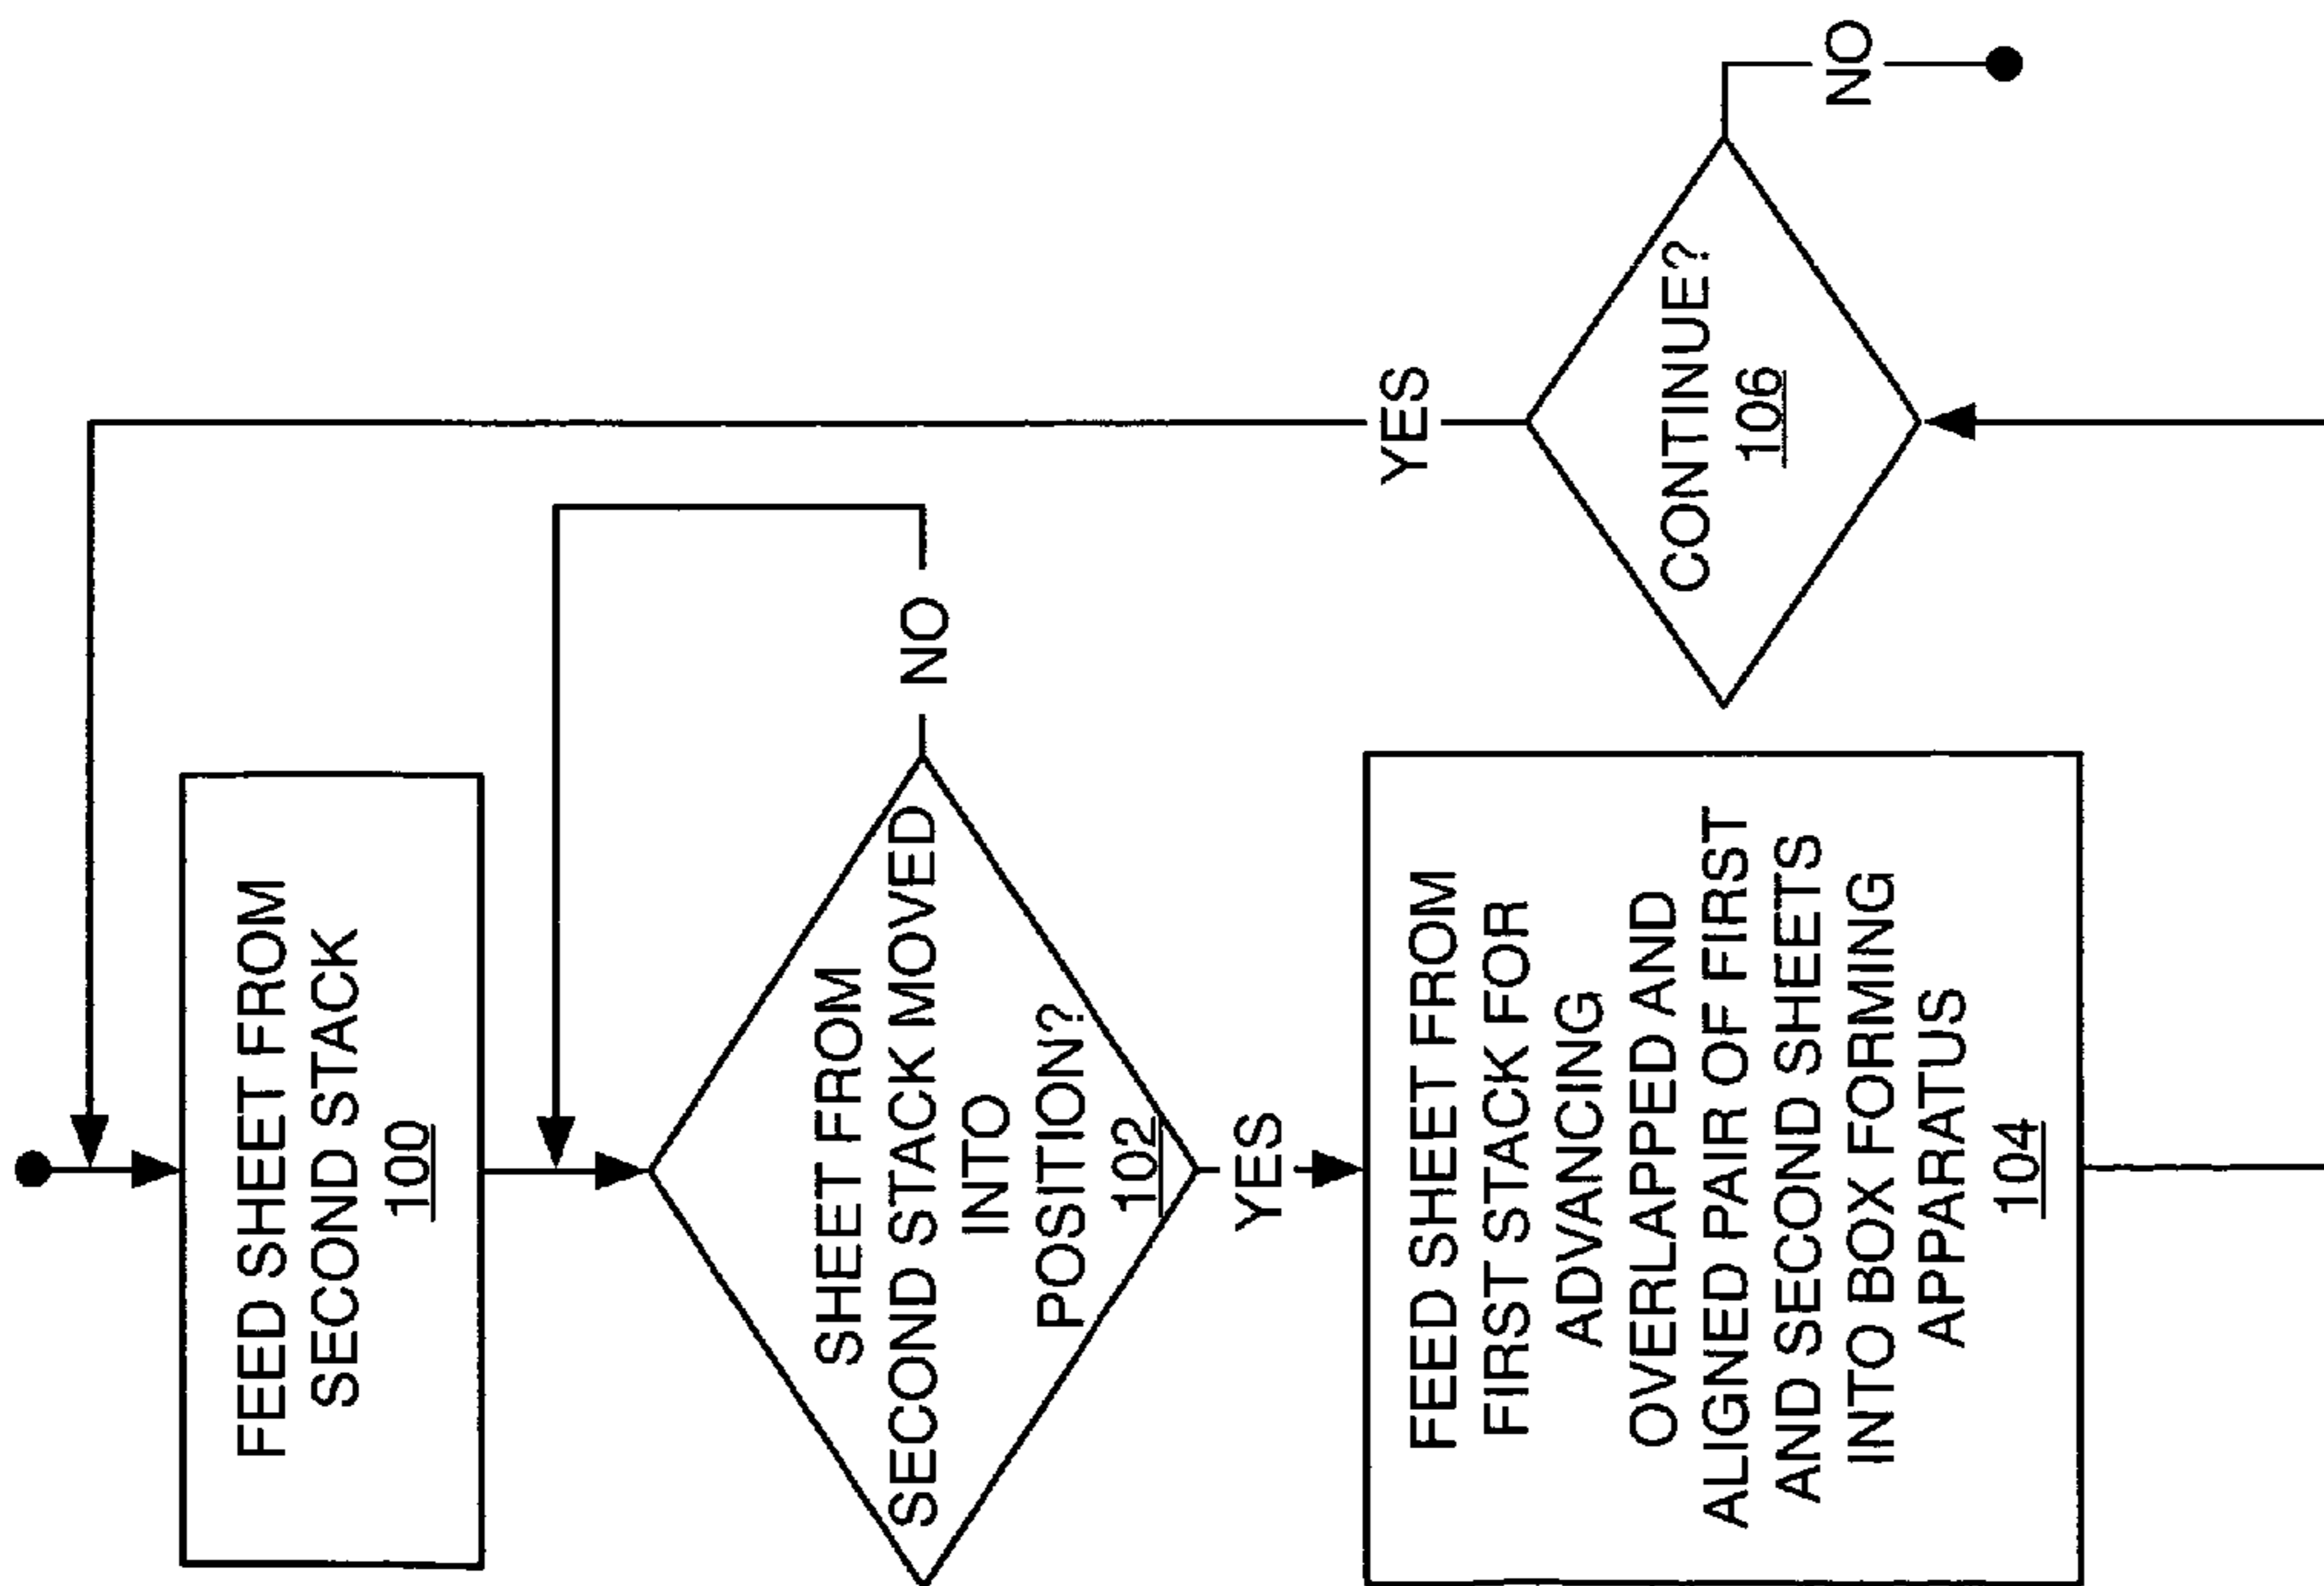 FEED SHEET FROM
SECOND STACK
100
SHEET FROM
SECOND STACK MOVED
INTO
POSITION?
102
NO
YES
FEED SHEET FROM
FIRST STACK FOR
ADVANCING
OVERLAPPED AND
ALIGNED PAIR OF FIRST
AND SECOND SHEETS
INTO BOX FORMING
APPARATUS
104
YES
CONTINUE?
106
NO